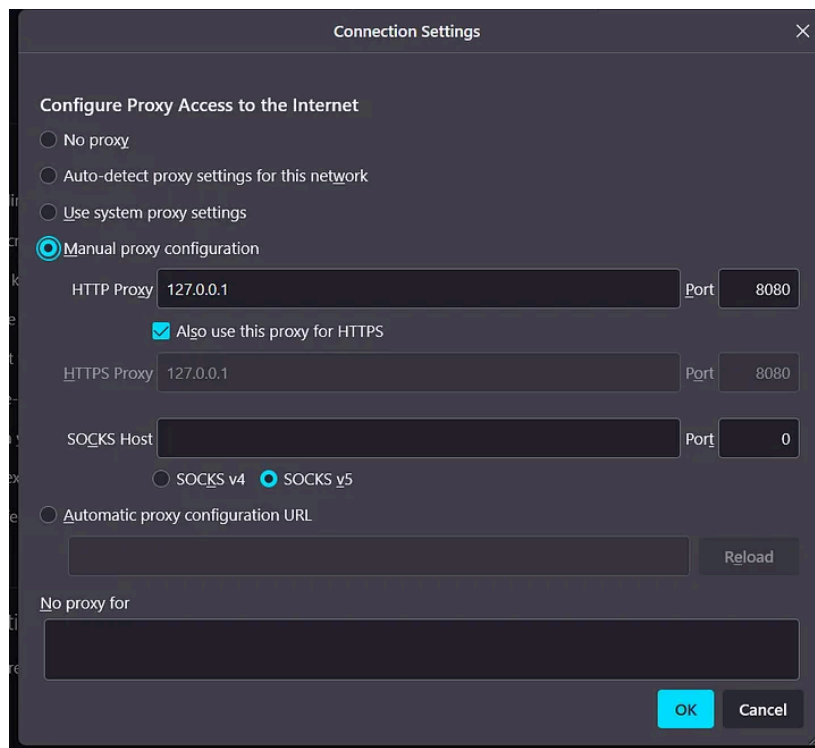 Connection Settings
Configure Proxy Access to the Internet
No proxy
Auto-detect proxy settings for this network
Use system proxy settings
Manual proxy configuration
HTTP Proxy 127.0.0.1 Port 8080
Also use this proxy for HTTPS
HTTPS Proxy 127.0.0.1 Port 8080
SOCKS Host Port 0
SOCKS v4 SOCKS v5
Automatic proxy configuration URL
Reload
No proxy for
OK Cancel